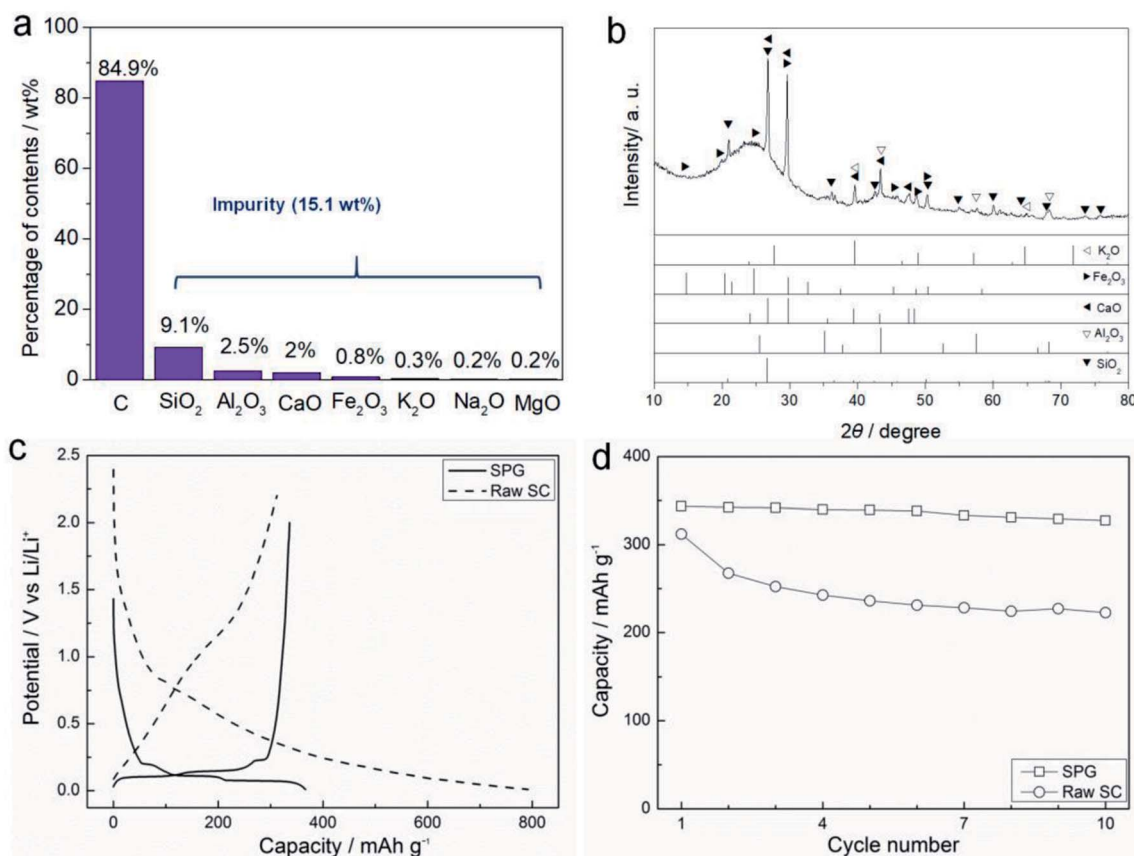 a
Percentage of contents / wt%
100
80
60
40
20
0
84.9%
Impurity (15.1 wt%)
9.1%
2.5%
2%
0.8%
0.3%
0.2%
0.2%
C
SiO₂
Al₂O₃
CaO
Fe₂O₃
K₂O
Na₂O
MgO
b
Intensity/ a. u.
K₂O
Fe₂O₃
CaO
Al₂O₃
SiO₂
10
20
30
40
50
60
70
80
2θ / degree
c
Potential / V vs Li/Li⁺
2.5
2.0
1.5
1.0
0.5
0.0
SPG
Raw SC
0
200
400
600
800
Capacity / mAh g⁻¹
d
Capacity / mAh g⁻¹
400
300
200
100
0
SPG
Raw SC
1
4
7
10
Cycle number